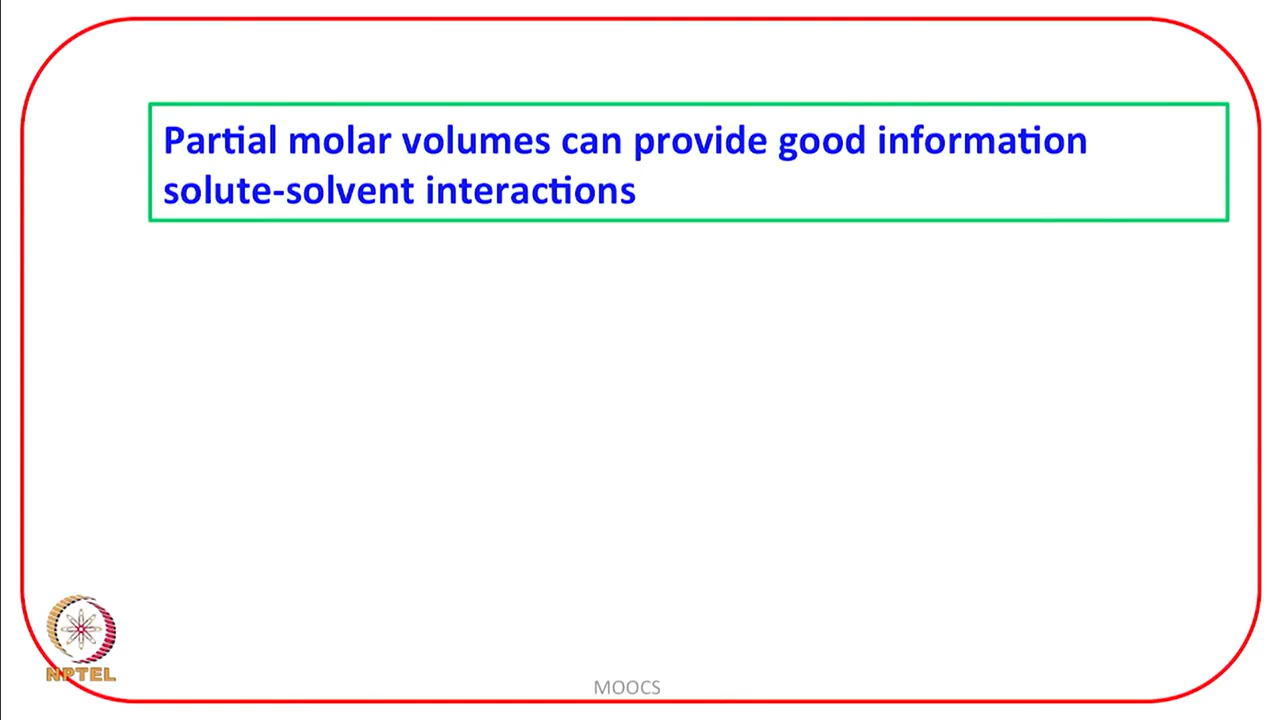 Partial molar volumes can provide good information
solute-solvent interactions
NPTEL
MOOCS